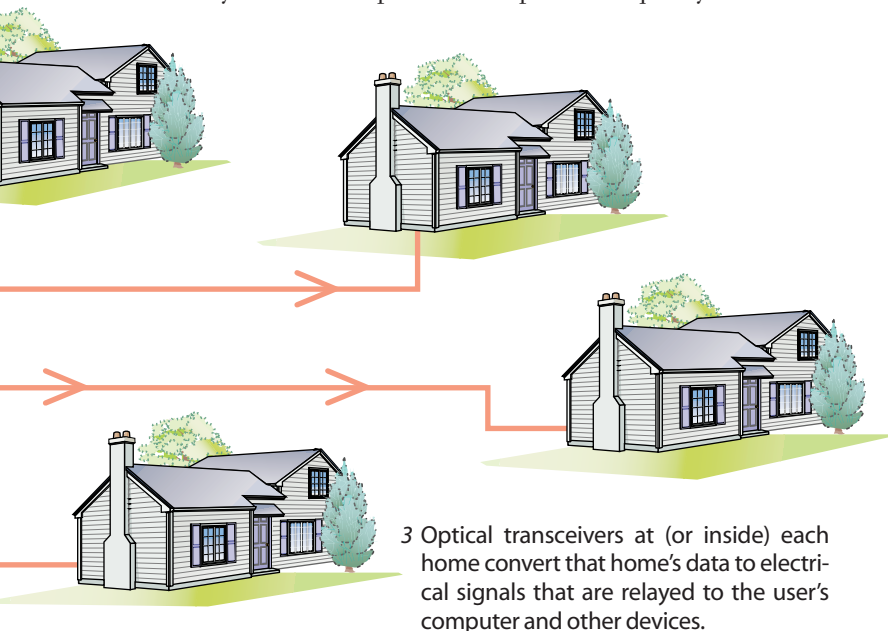 3 Optical transceivers at (or inside) each
home convert that home's data to electri-
cal signals that are relayed to the user's
computer and other devices.